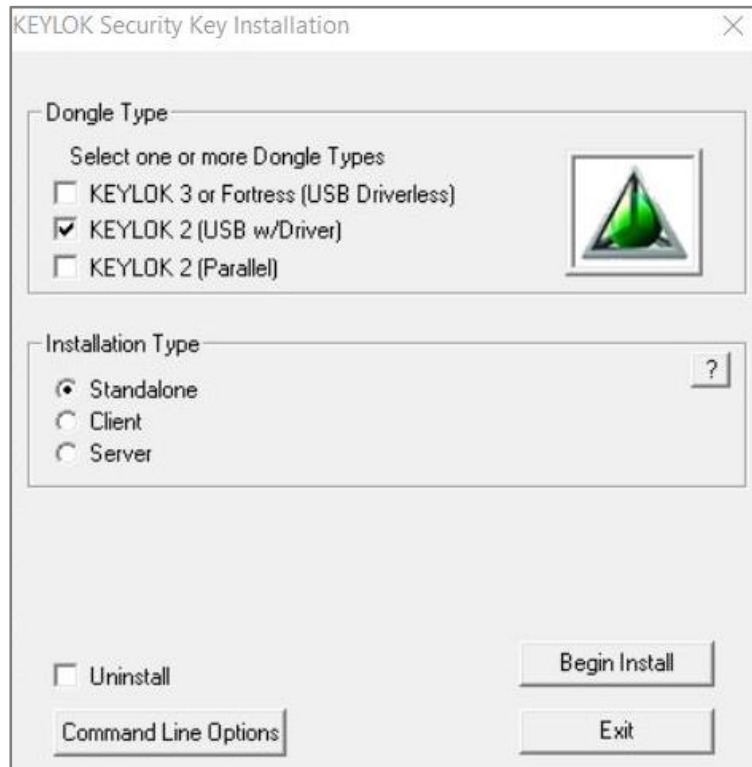 KEYLOK Security Key Installation
Dongle Type
Select one or more Dongle Types
KEYLOK 3 or Fortress (USB Driverless)
KEYLOK 2 (USB w/Driver)
KEYLOK 2 (Parallel)
Installation Type
?
Standalone
Client
Server
Uninstall
Begin Install
Command Line Options
Exit